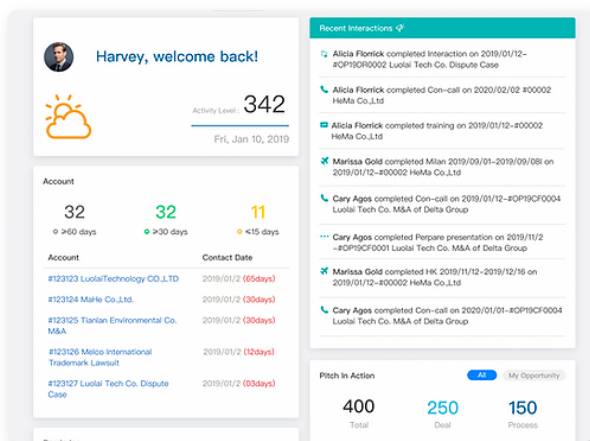 Harvey, welcome back!
Activity Level : 342
Fri, Jan 10, 2019
Account
32
32
11
≥60 days
≥30 days
≤15 days
Account Contact Date
#123123 LuolaiTechnology CO.,LTD 2019/01/2 (65days)
#123124 MaHe Co.,Ltd. 2019/01/2 (30days)
#123125 Tianlan Environmental Co. 2019/01/2 (30days)
M&A
#123126 Melco International 2019/01/2 (12days)
Trademark Lawsuit
#123127 Luolai Tech Co. Dispute 2019/01/2 (03days)
Case
Recent Interactions
Alicia Florrick completed Interaction on 2019/01/12-
#OP19DR0002 Luolai Tech Co. Dispute Case
Alicia Florrick completed Con-call on 2020/02/02 #00002
HeMa Co.,Ltd
Alicia Florrick completed training on 2019/01/12-#00002
HeMa Co.,Ltd
Marissa Gold completed Milan 2019/09/01-2019/09/08l on
2019/01/12-#00002 HeMa Co.,Ltd
Cary Agos completed Con-call on 2019/01/12-#OP19CF0004
Luolai Tech Co. M&A of Delta Group
Cary Agos completed Perpare presentation on 2019/11/2
-#OP19CF0001 Luolai Tech Co. M&A of Delta Group
Marissa Gold completed HK 2019/11/12-2019/12/16 on
2019/01/12-#00002 HeMa Co.,Ltd
Cary Agos completed Con-call on 2020/01/01-#OP19CF0004
Luolai Tech Co. M&A of Delta Group
Pitch In Action
All
My Opportunity
400
250
150
Total
Deal
Process